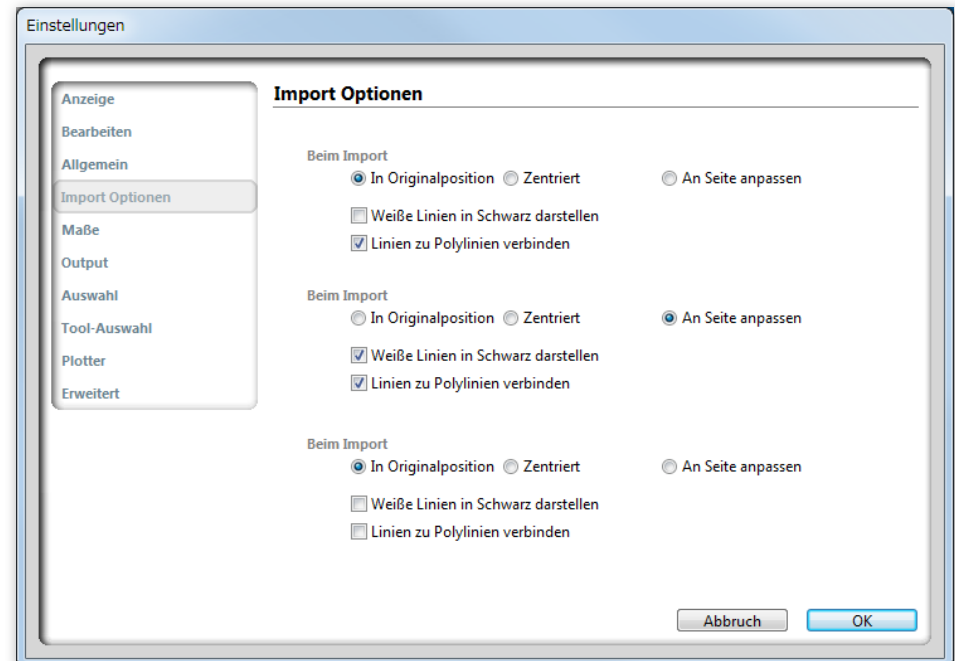 Einstellungen
Anzeige
Bearbeiten
Allgemein
Import Optionen
Maße
Output
Auswahl
Tool-Auswahl
Plotter
Erweitert
Import Optionen
Beim Import
In Originalposition Zentriert An Seite anpassen
Weiße Linien in Schwarz darstellen
Linien zu Polylinien verbinden
Beim Import
In Originalposition Zentriert An Seite anpassen
Weiße Linien in Schwarz darstellen
Linien zu Polylinien verbinden
Beim Import
In Originalposition Zentriert An Seite anpassen
Weiße Linien in Schwarz darstellen
Linien zu Polylinien verbinden
Abbruch OK